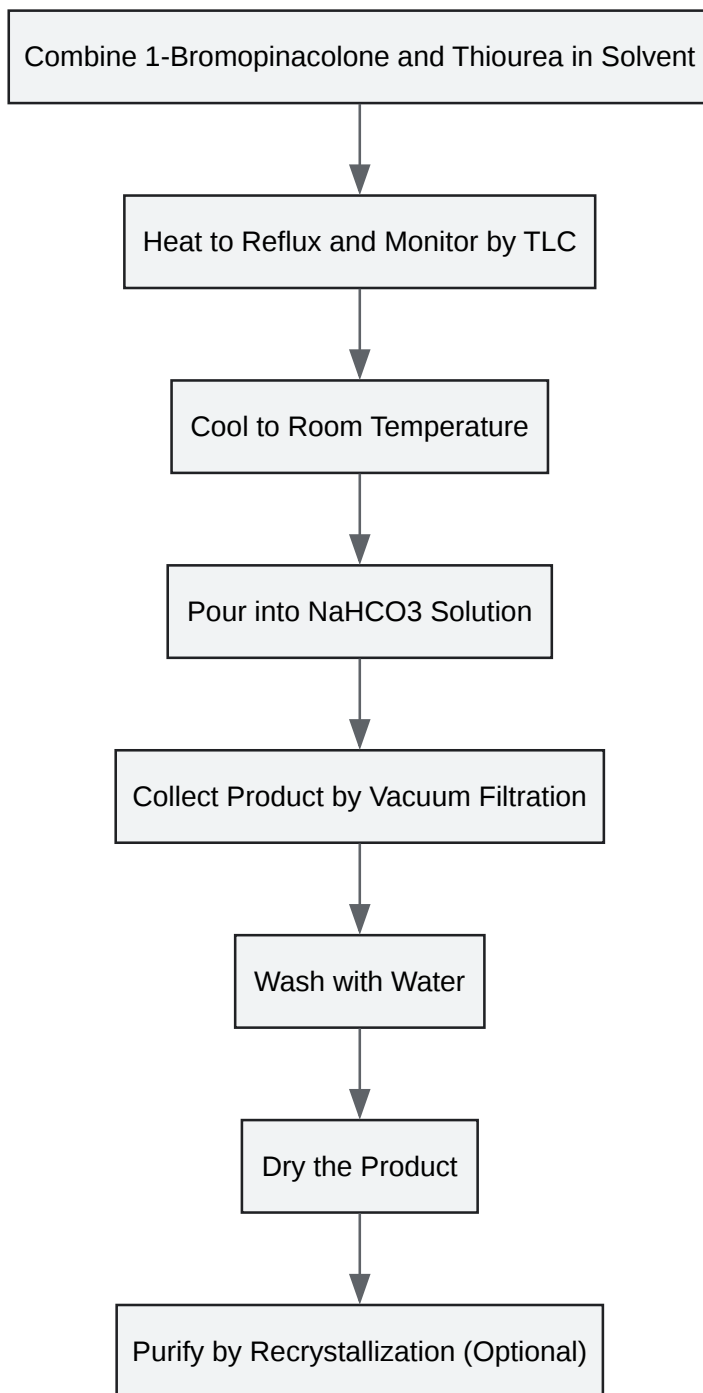 Combine 1-Bromopinacolone and Thiourea in Solvent
Heat to Reflux and Monitor by TLC
Cool to Room Temperature
Pour into NaHCO3 Solution
Collect Product by Vacuum Filtration
Wash with Water
Dry the Product
Purify by Recrystallization (Optional)